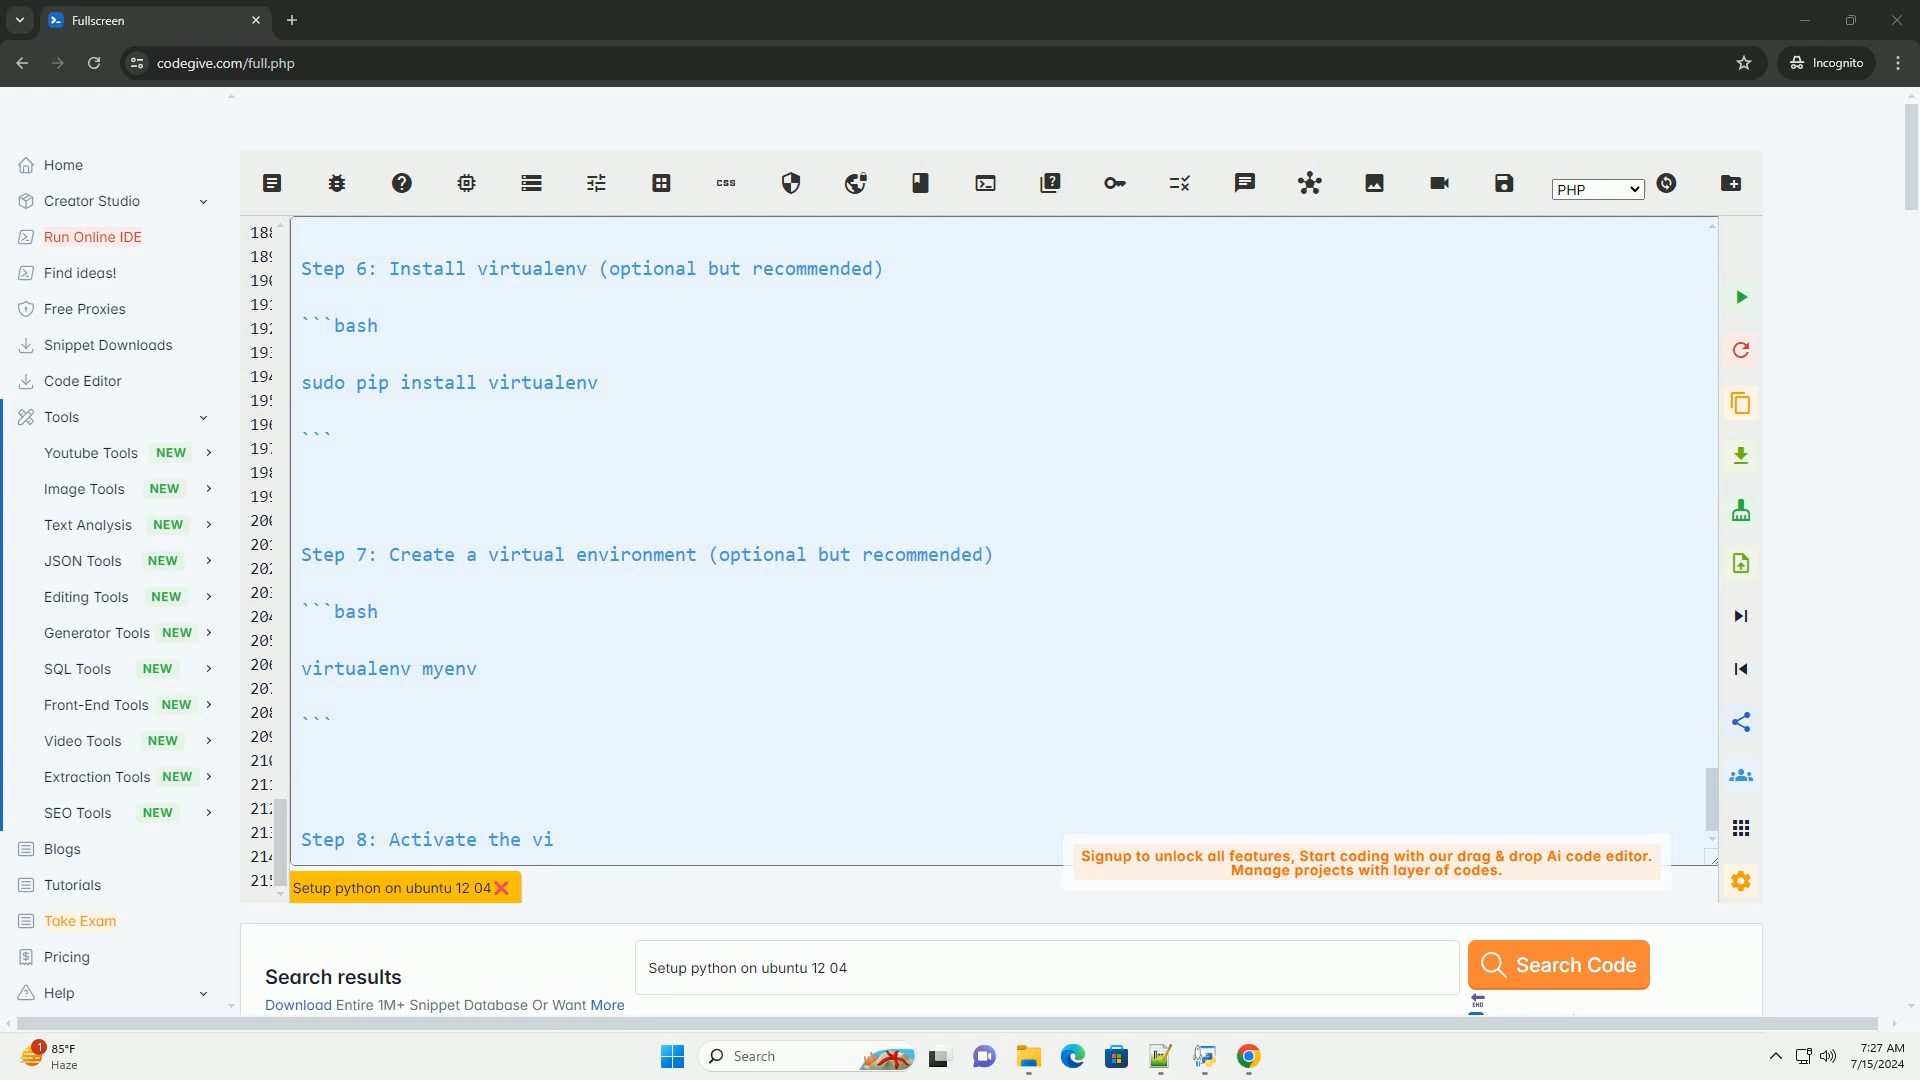 Fullscreen
codegive.com/full.php
Incognito
Home
Creator Studio
Run Online IDE
Find ideas!
Free Proxies
Snippet Downloads
Code Editor
Tools
Youtube Tools NEW
Image Tools NEW
Text Analysis NEW
JSON Tools NEW
Editing Tools NEW
Generator Tools NEW
SQL Tools NEW
Front-End Tools NEW
Video Tools NEW
Extraction Tools NEW
SEO Tools NEW
Blogs
Tutorials
Take Exam
Pricing
Help
CSS
PHP
Step 6: Install virtualenv (optional but recommended)
```bash
sudo pip install virtualenv
```
Step 7: Create a virtual environment (optional but recommended)
```bash
virtualenv myenv
```
Step 8: Activate the vi
Signup to unlock all features, Start coding with our drag & drop Ai code editor.
Manage projects with layer of codes.
Setup python on ubuntu 12 04
Search results
Download Entire 1M+ Snippet Database Or Want More
Setup python on ubuntu 12 04
Search Code
END
1
85°F
Haze
Search
7:27 AM
7/15/2024